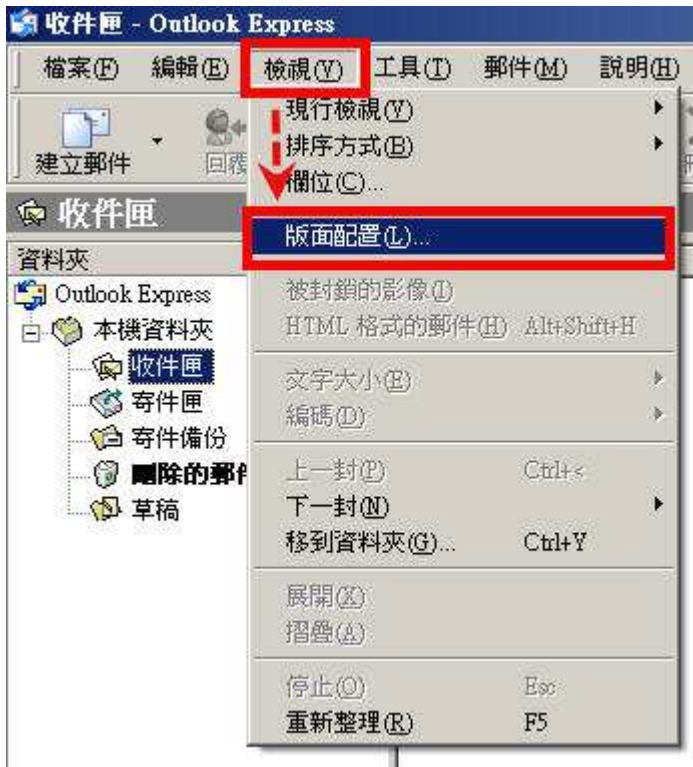 收件匣 - Outlook Express
檔案(F) 編輯(E) 檢視(V) 工具(T) 郵件(M) 說明(H)
建立郵件 回覆
收件匣
資料夾
Outlook Express
本機資料夾
收件匣
寄件匣
寄件備份
刪除的郵件
草稿
現行檢視(V)
排序方式(B)
欄位(C)...
版面配置(L)...
被封鎖的影像(I)
HTML 格式的郵件(H) Alt+Shift+H
文字大小(E)
編碼(D)
上一封(P) Ctrl+<
下一封(N)
移到資料夾(G)... Ctrl+Y
展開(X)
摺疊(A)
停止(O) Esc
重新整理(R) F5